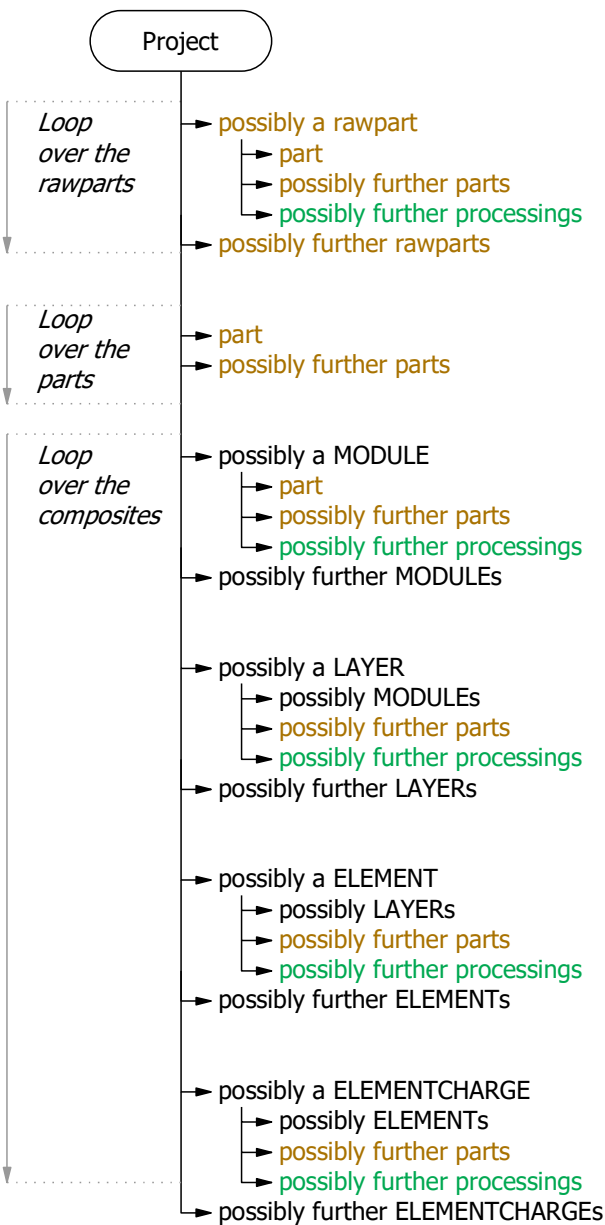 Project
Loop
over the
rawparts
possibly a rawpart
part
possibly further parts
possibly further processings
possibly further rawparts
Loop
over the
parts
part
possibly further parts
Loop
over the
composites
possibly a MODULE
part
possibly further parts
possibly further processings
possibly further MODULEs
possibly a LAYER
possibly MODULEs
possibly further parts
possibly further processings
possibly further LAYERs
possibly a ELEMENT
possibly LAYERs
possibly further parts
possibly further processings
possibly further ELEMENTs
possibly a ELEMENTCHARGE
possibly ELEMENTs
possibly further parts
possibly further processings
possibly further ELEMENTCHARGEs